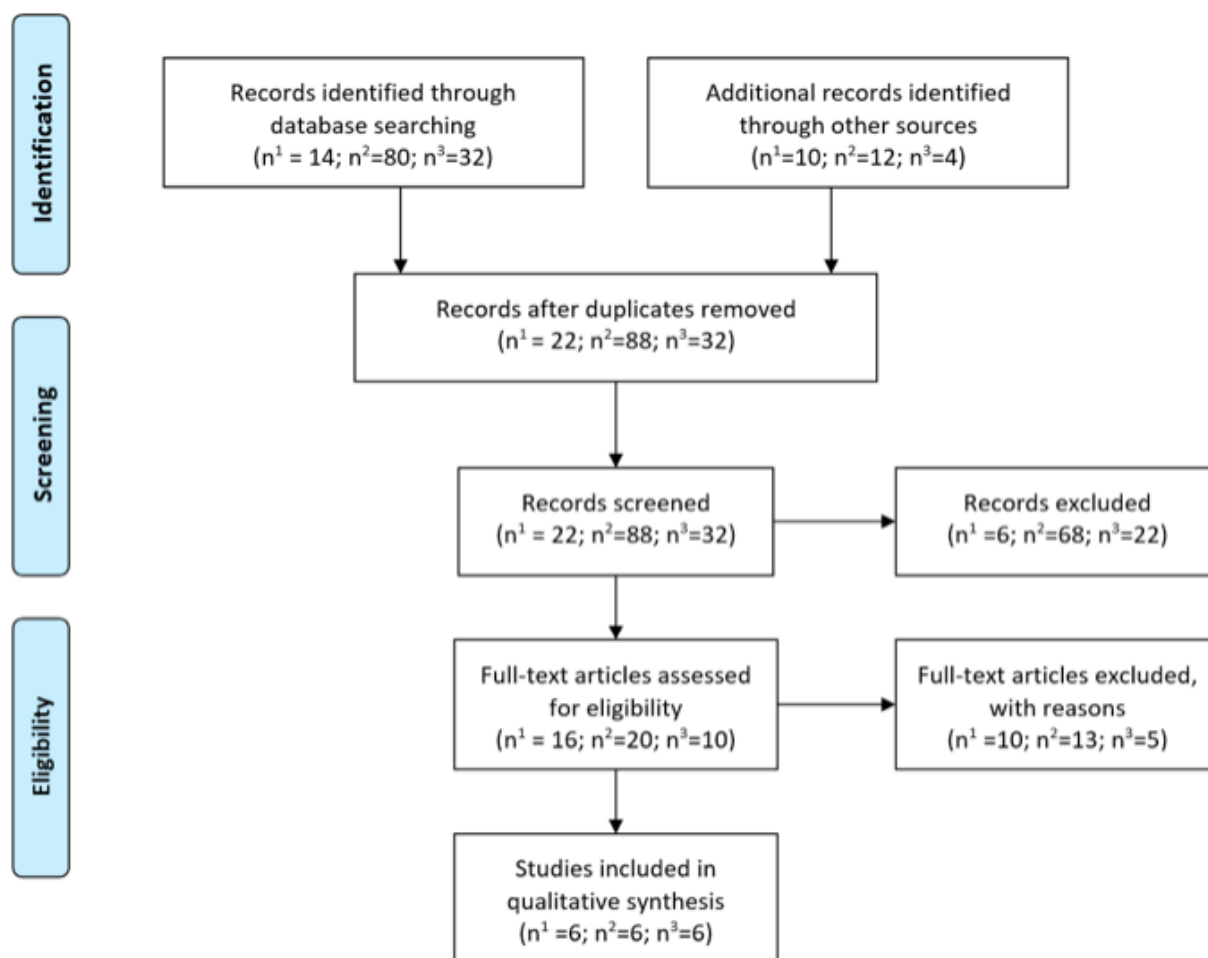 Identification
Records identified through
database searching
(n¹ = 14; n²=80; n³=32)
Additional records identified
through other sources
(n¹=10; n²=12; n³=4)
Records after duplicates removed
(n¹ = 22; n²=88; n³=32)
Screening
Records screened
(n¹ = 22; n²=88; n³=32)
Records excluded
(n¹ =6; n²=68; n³=22)
Eligibility
Full-text articles assessed
for eligibility
(n¹ = 16; n²=20; n³=10)
Full-text articles excluded,
with reasons
(n¹ =10; n²=13; n³=5)
Studies included in
qualitative synthesis
(n¹ =6; n²=6; n³=6)